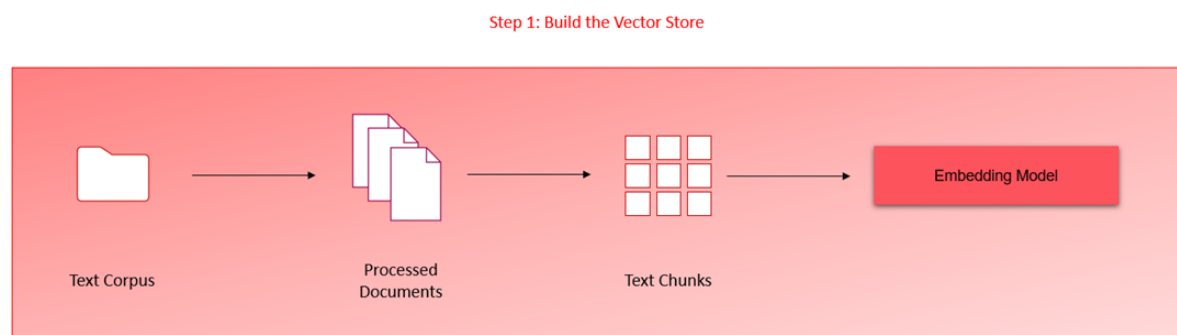 Step 1: Build the Vector Store
Embedding Model
Text Corpus
Processed
Documents
Text Chunks